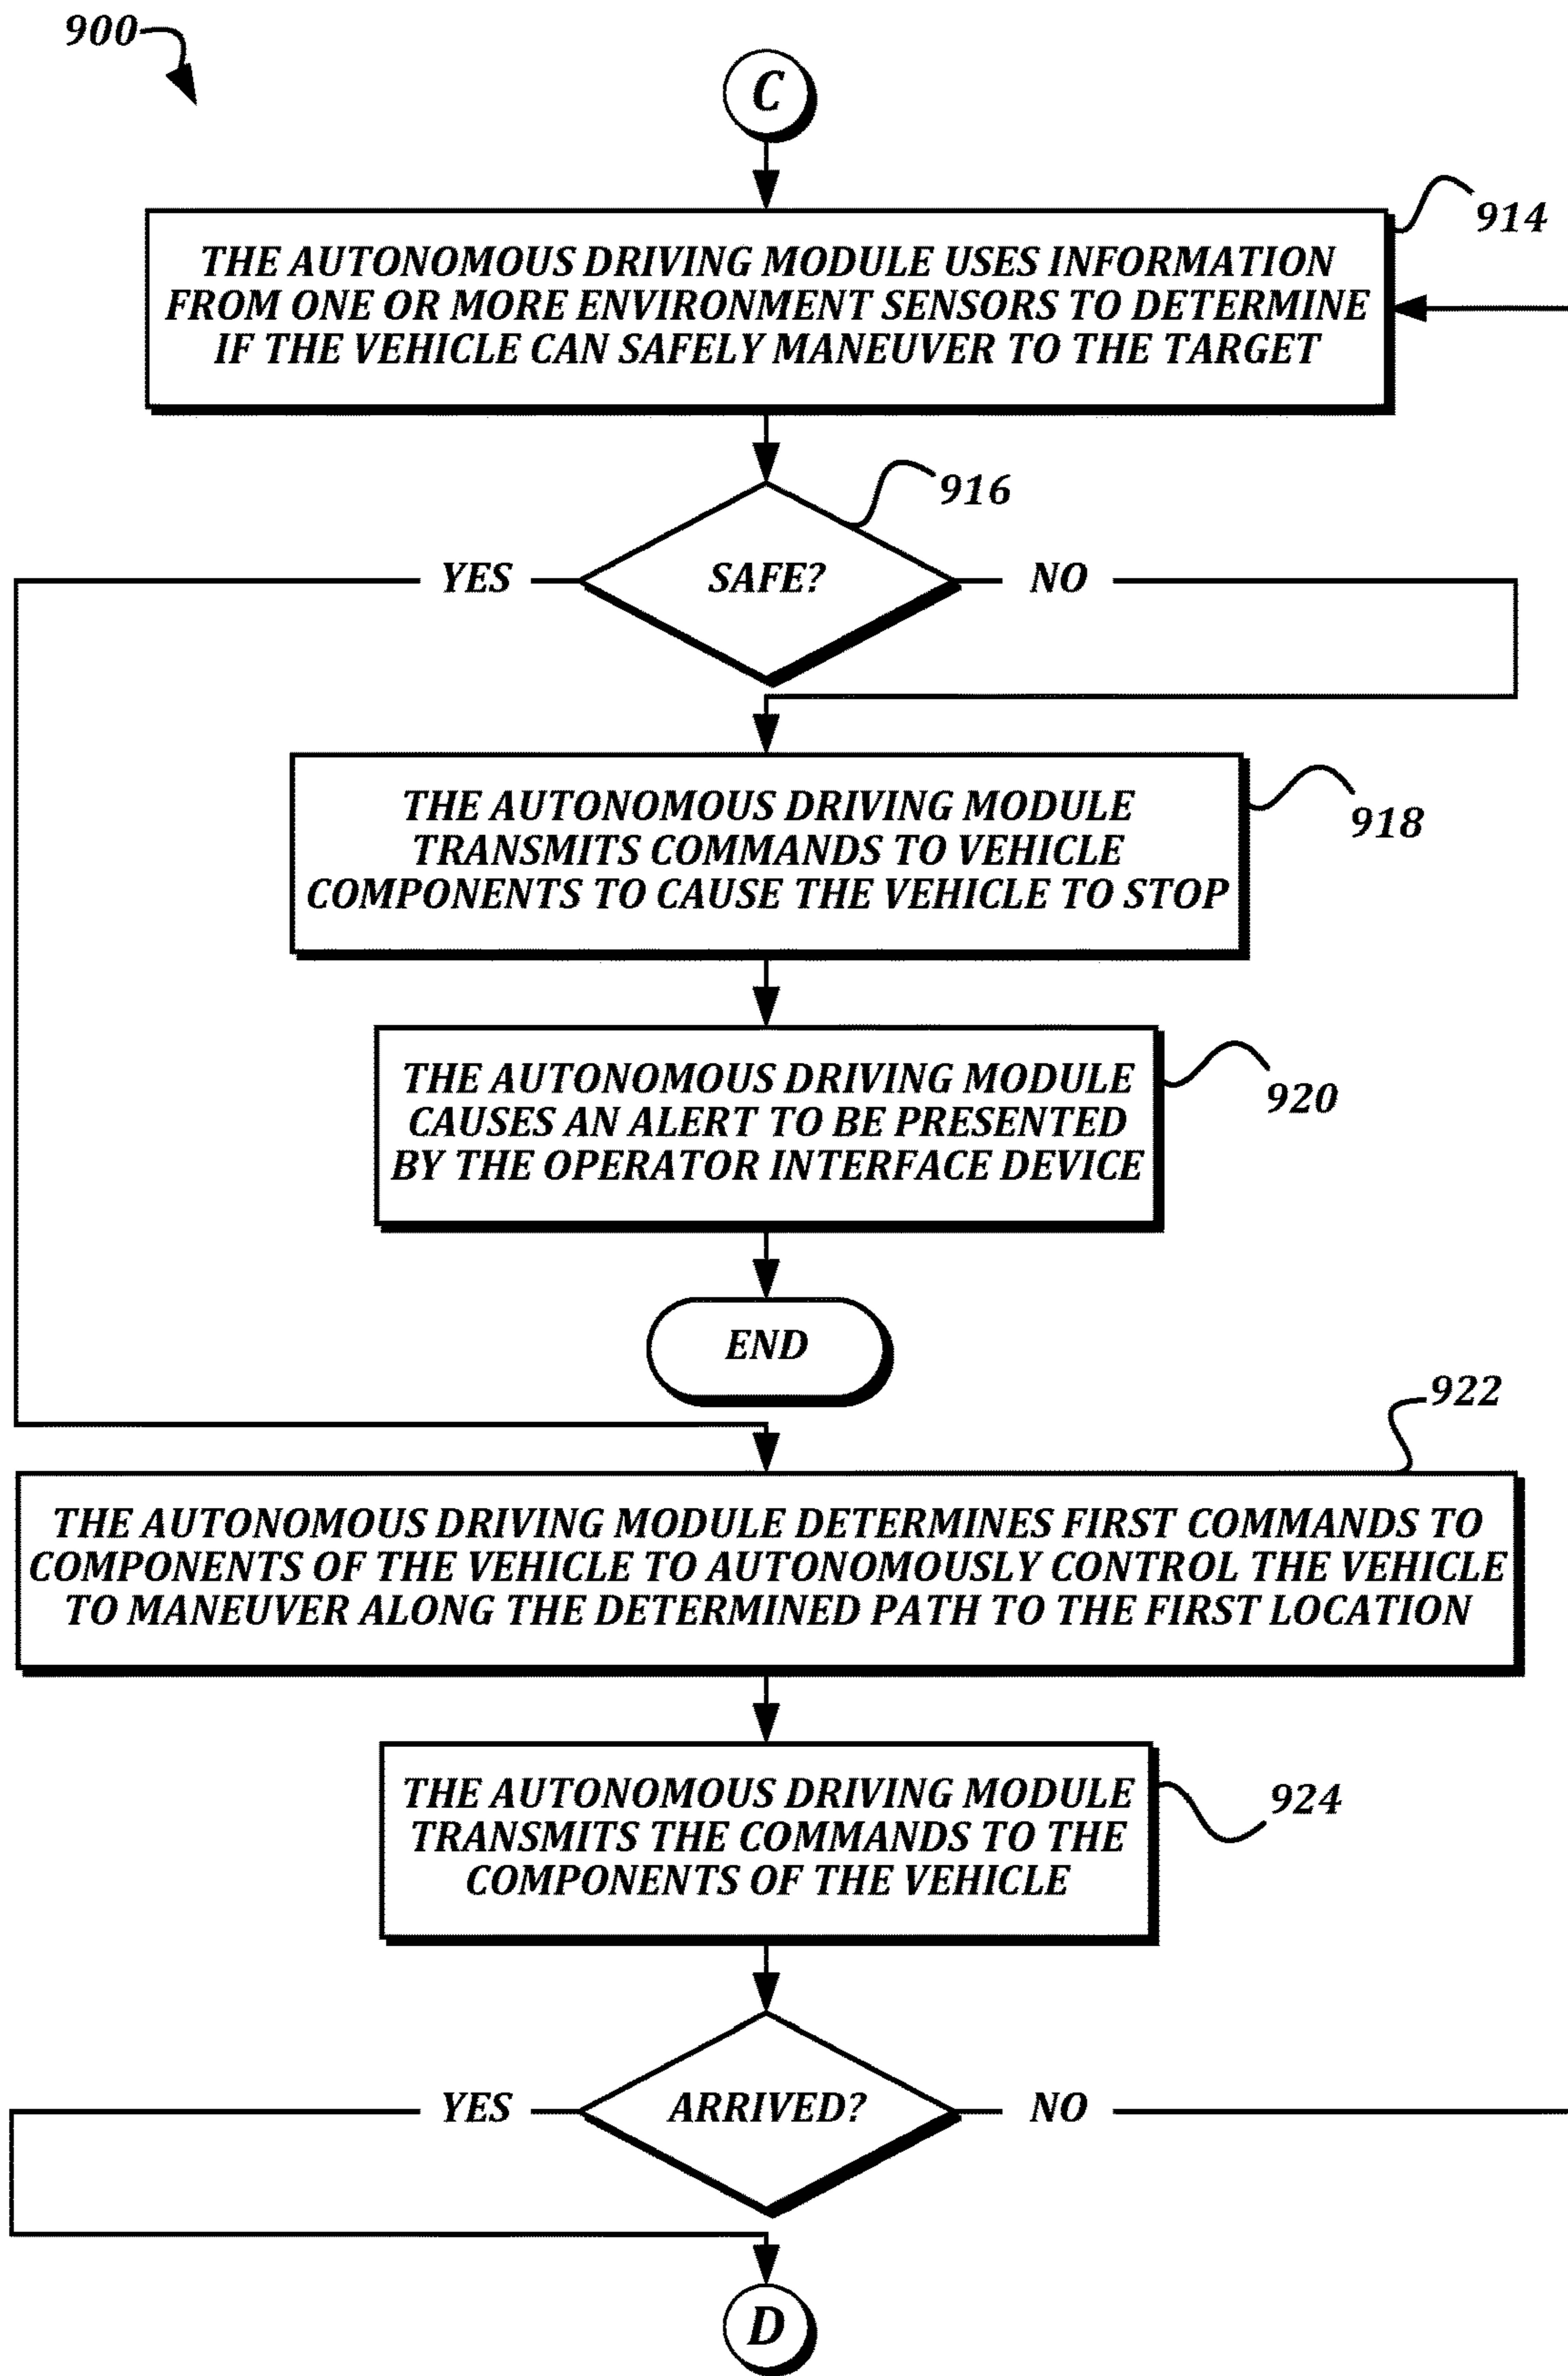 900
C
914
THE AUTONOMOUS DRIVING MODULE USES INFORMATION
FROM ONE OR MORE ENVIRONMENT SENSORS TO DETERMINE
IF THE VEHICLE CAN SAFELY MANEUVER TO THE TARGET
916
YES
SAFE?
NO
THE AUTONOMOUS DRIVING MODULE
TRANSMITS COMMANDS TO VEHICLE
COMPONENTS TO CAUSE THE VEHICLE TO STOP
918
THE AUTONOMOUS DRIVING MODULE
CAUSES AN ALERT TO BE PRESENTED
BY THE OPERATOR INTERFACE DEVICE
920
END
922
THE AUTONOMOUS DRIVING MODULE DETERMINES FIRST COMMANDS TO
COMPONENTS OF THE VEHICLE TO AUTONOMOUSLY CONTROL THE VEHICLE
TO MANEUVER ALONG THE DETERMINED PATH TO THE FIRST LOCATION
THE AUTONOMOUS DRIVING MODULE
TRANSMITS THE COMMANDS TO THE
COMPONENTS OF THE VEHICLE
924
YES
ARRIVED?
NO
D